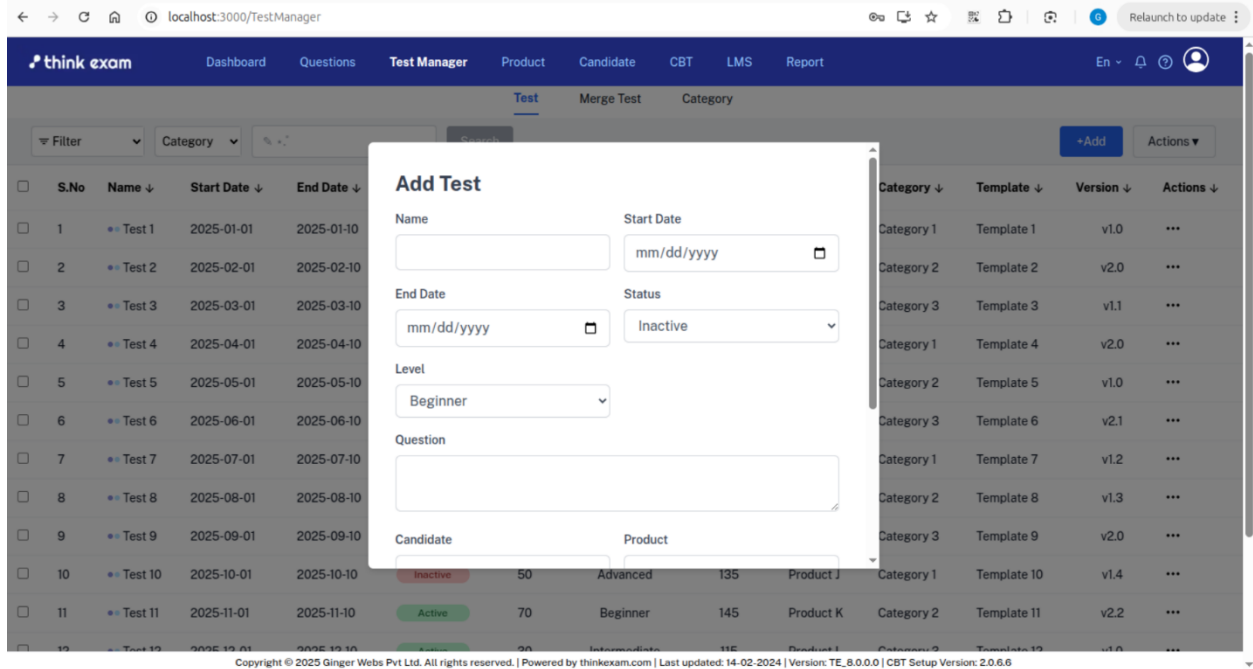 localhost:3000/TestManager
G
Relaunch to update
think exam Dashboard Questions Test Manager Product Candidate CBT LMS Report En
Test Merge Test Category
Filter Category Search +Add Actions ▾
S.No Name ↓ Start Date ↓ End Date ↓ Category ↓ Template ↓ Version ↓ Actions ↓
1 Test 1 2025-01-01 2025-01-10 Category 1 Template 1 v1.0 •••
2 Test 2 2025-02-01 2025-02-10 Category 2 Template 2 v2.0 •••
3 Test 3 2025-03-01 2025-03-10 Category 3 Template 3 v1.1 •••
4 Test 4 2025-04-01 2025-04-10 Category 1 Template 4 v2.0 •••
5 Test 5 2025-05-01 2025-05-10 Category 2 Template 5 v1.0 •••
6 Test 6 2025-06-01 2025-06-10 Category 3 Template 6 v2.1 •••
7 Test 7 2025-07-01 2025-07-10 Category 1 Template 7 v1.2 •••
8 Test 8 2025-08-01 2025-08-10 Category 2 Template 8 v1.3 •••
9 Test 9 2025-09-01 2025-09-10 Category 3 Template 9 v2.0 •••
10 Test 10 2025-10-01 2025-10-10 Inactive 50 Advanced 135 Product J Category 1 Template 10 v1.4 •••
11 Test 11 2025-11-01 2025-11-10 Active 70 Beginner 145 Product K Category 2 Template 11 v2.2 •••
Add Test
Name Start Date
mm/dd/yyyy
End Date Status
mm/dd/yyyy Inactive
Level
Beginner
Question
Candidate Product
Copyright © 2025 Ginger Webs Pvt Ltd. All rights reserved. | Powered by thinkexam.com | Last updated: 14-02-2024 | Version: TE_8.0.0.0 | CBT Setup Version: 2.0.6.6